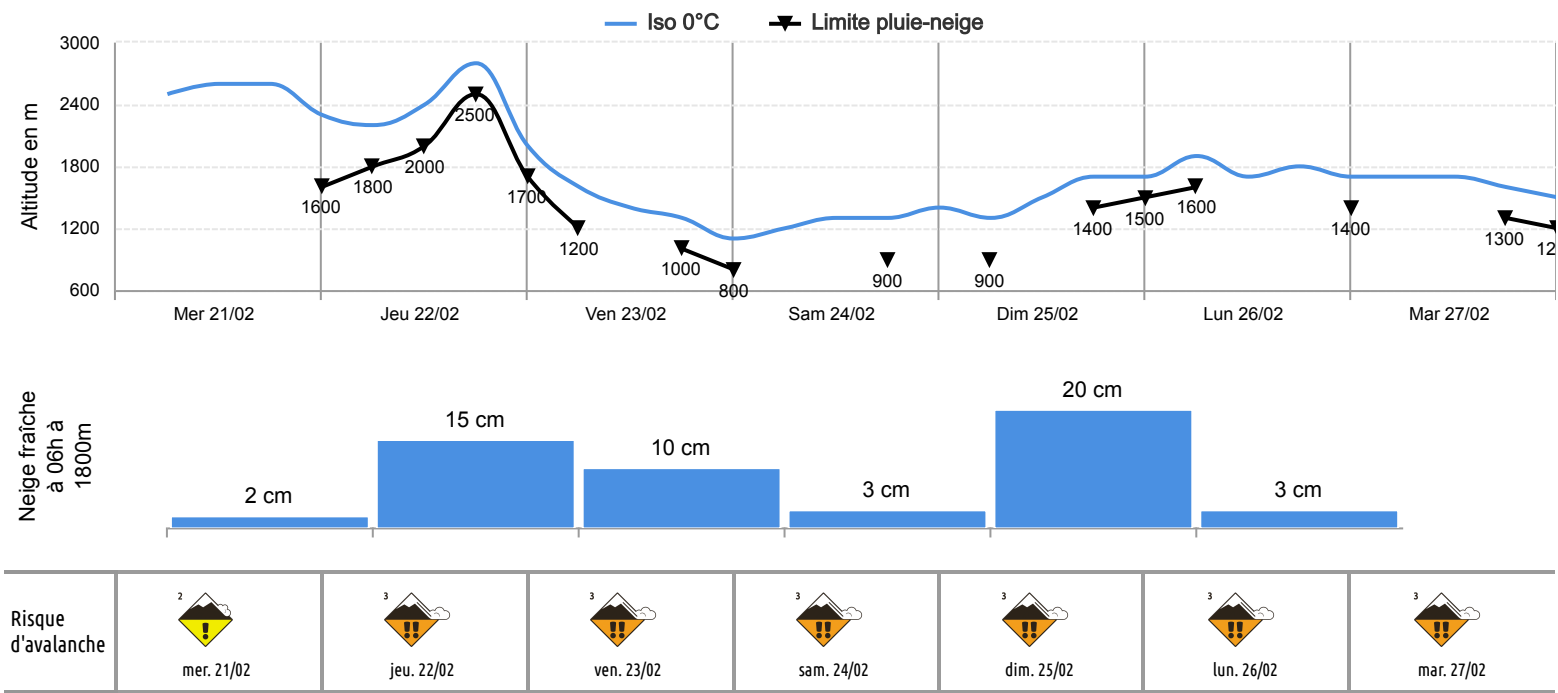 Iso 0°C Limite pluie-neige
Altitude en m
3000
2400
1800
1200
600
1600
1800
2000
2500
1700
1200
1000
800
900
900
1400
1500
1600
1400
1300
12
Mer 21/02 Jeu 22/02 Ven 23/02 Sam 24/02 Dim 25/02 Lun 26/02 Mar 27/02
Neige fraîche
à 06h à
1800m
2 cm
15 cm
10 cm
3 cm
20 cm
3 cm
Risque
d'avalanche
2 3 3 3 3 3 3
mer. 21/02 jeu. 22/02 ven. 23/02 sam. 24/02 dim. 25/02 lun. 26/02 mar. 27/02